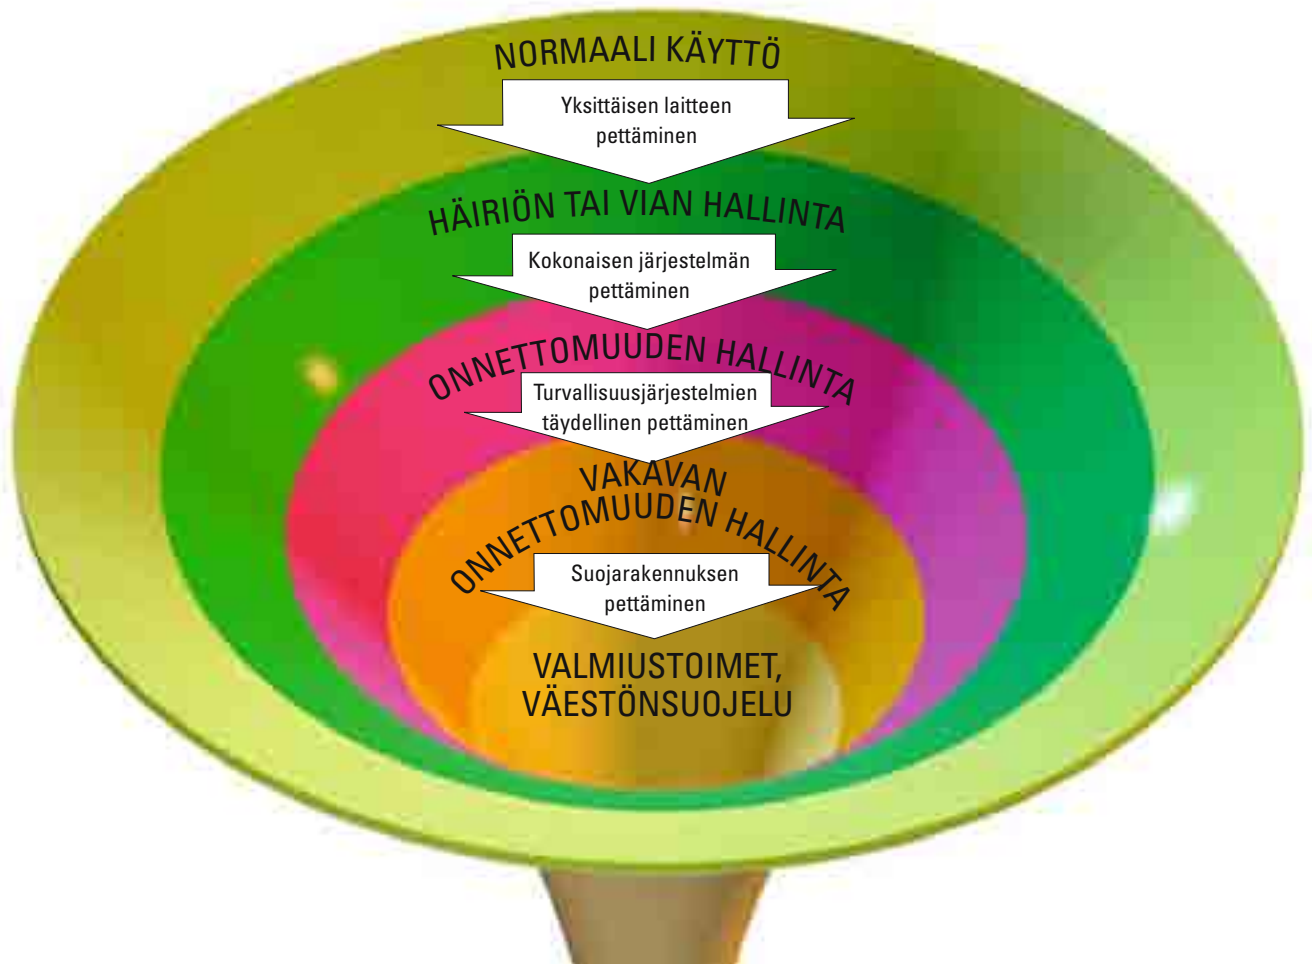 NORMAALI KÄYTTÖ
Yksittäisen laitteen
pettäminen
HÄIRIÖN TAI VIAN HALLINTA
Kokonaisen järjestelmän
pettäminen
ONNETTOMUUDEN HALLINTA
Turvallisuusjärjestelmien
täydellinen pettäminen
VAKAVAN
ONNETTOMUUDEN HALLINTA
Suojarakennuksen
pettäminen
VALMIUSTOIMET,
VÄESTÖNSUOJELU